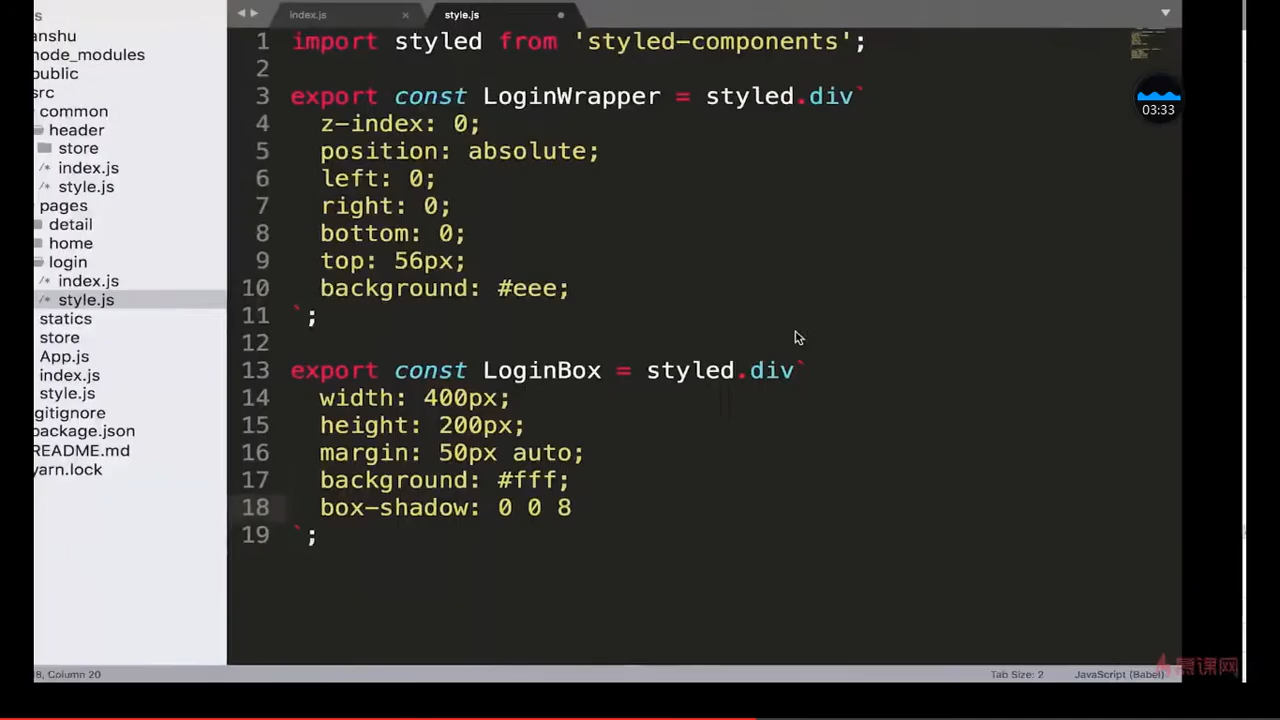 index.js
style.js
s
anshu
node_modules
public
src
common
header
store
index.js
style.js
pages
detail
home
login
index.js
style.js
statics
store
App.js
index.js
style.js
gitignore
package.json
README.md
yarn.lock
1 import styled from 'styled-components';
2
3 export const LoginWrapper = styled.div`
4 z-index: 0;
5 position: absolute;
6 left: 0;
7 right: 0;
8 bottom: 0;
9 top: 56px;
10 background: #eee;
11 `;
12
13 export const LoginBox = styled.div`
14 width: 400px;
15 height: 200px;
16 margin: 50px auto;
17 background: #fff;
18 box-shadow: 0 0 8
19 `;
03:33
8, Column 20
Tab Size: 2
JavaScript (Babel)
慕课网